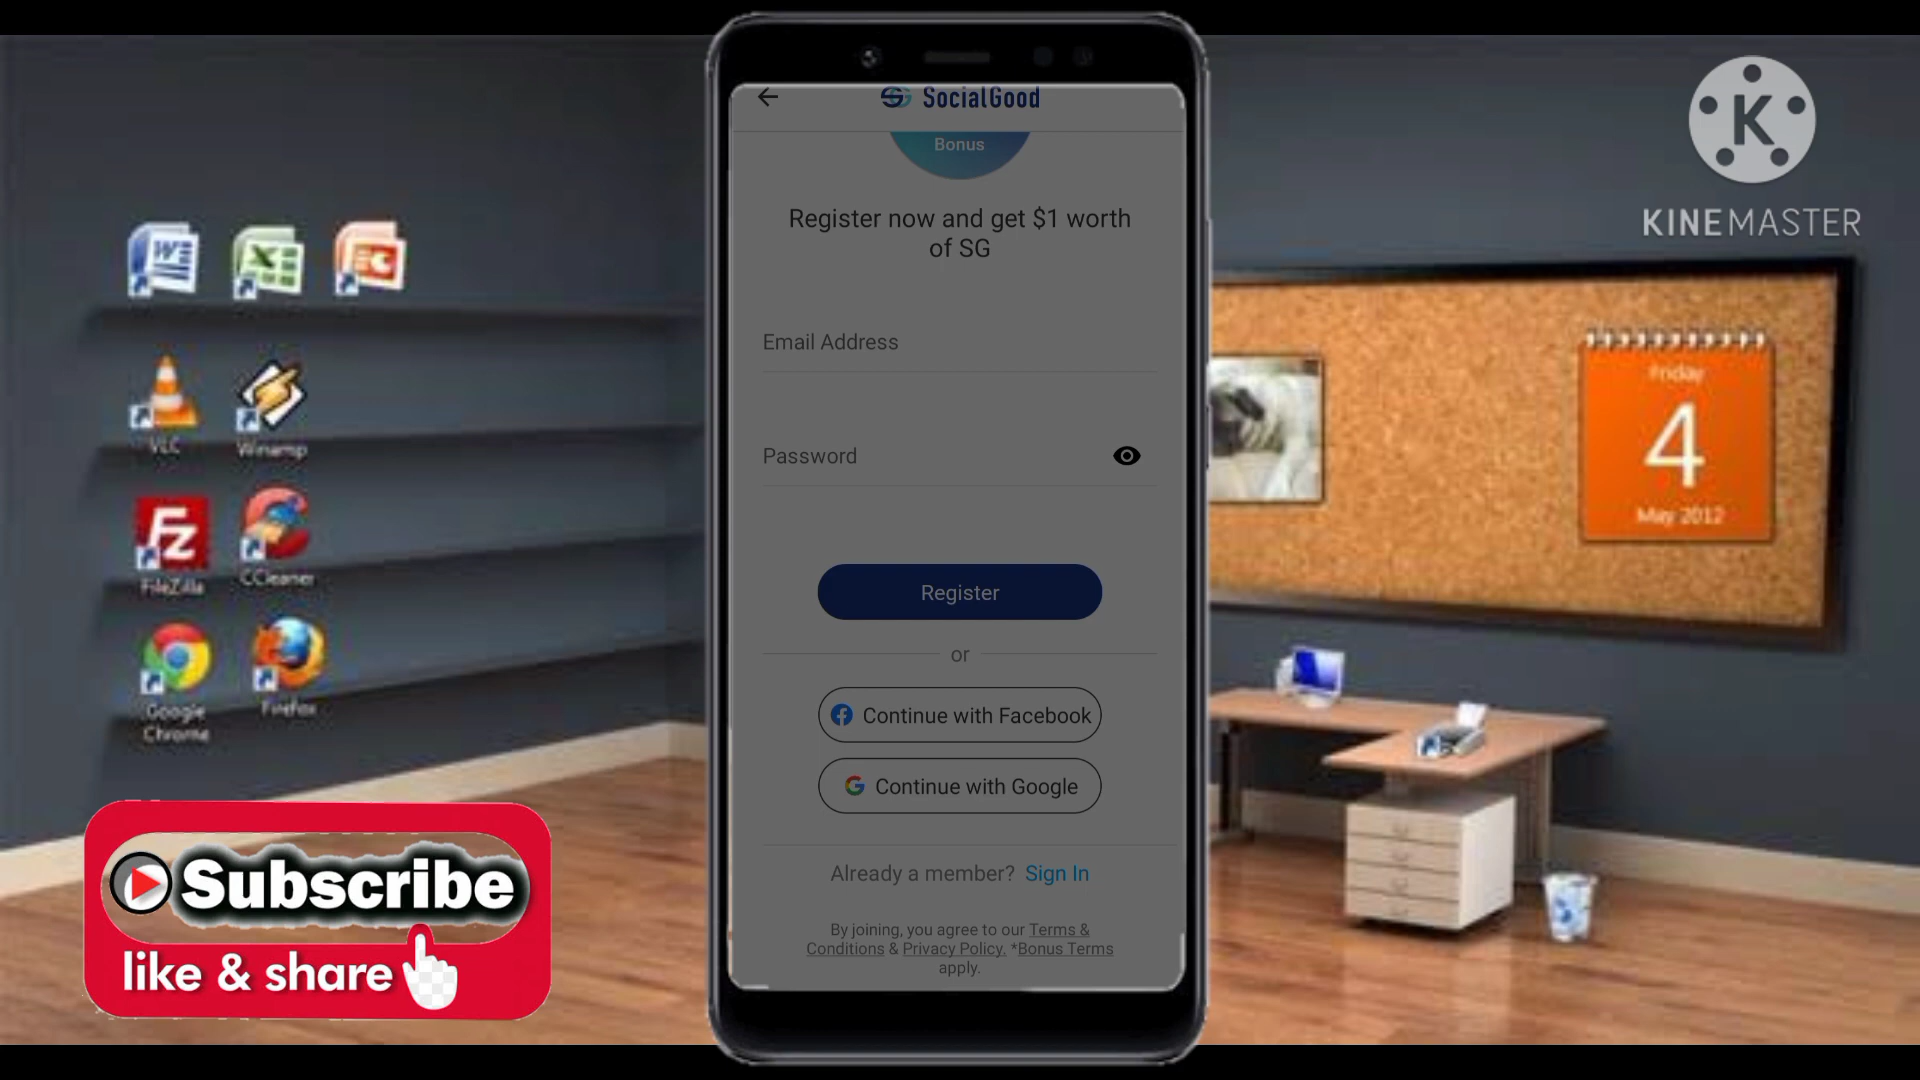 SocialGood
Bonus
Register now and get $1 worth
of SG
Email Address
Password
Register
or
Continue with Facebook
Continue with Google
Already a member? Sign In
By joining, you agree to our Terms &
Conditions & Privacy Policy. *Bonus Terms
apply.
K
KINEMASTER
VLC
Winamp
FileZilla
CCleaner
Google
Chrome
Firefox
Friday
4
May 2012
Subscribe
like & share